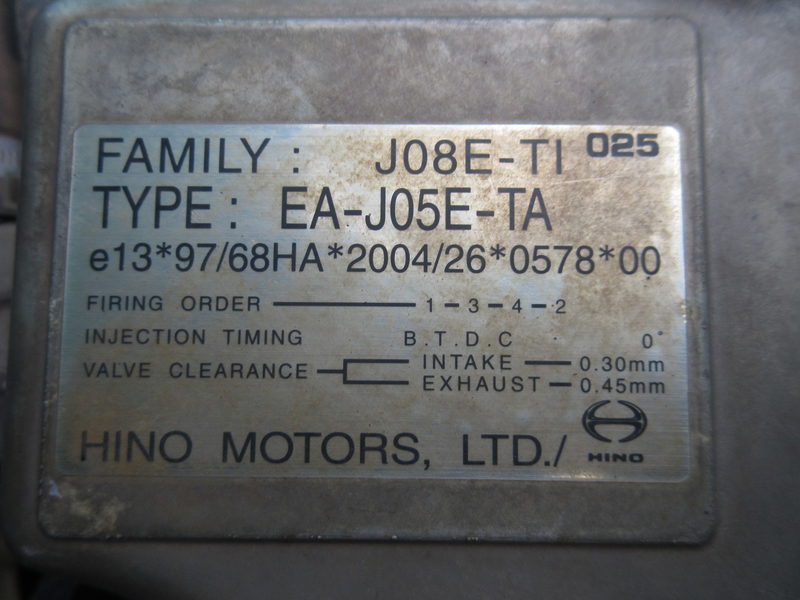 FAMILY : J08E-TI 025
TYPE : EA-J05E-TA
e13*97/68HA*2004/26*0578*00
FIRING ORDER 1-3-4-2
INJECTION TIMING B.T.D.C 0°
VALVE CLEARANCE INTAKE 0.30mm
EXHAUST 0.45mm
HINO MOTORS, LTD./ HINO